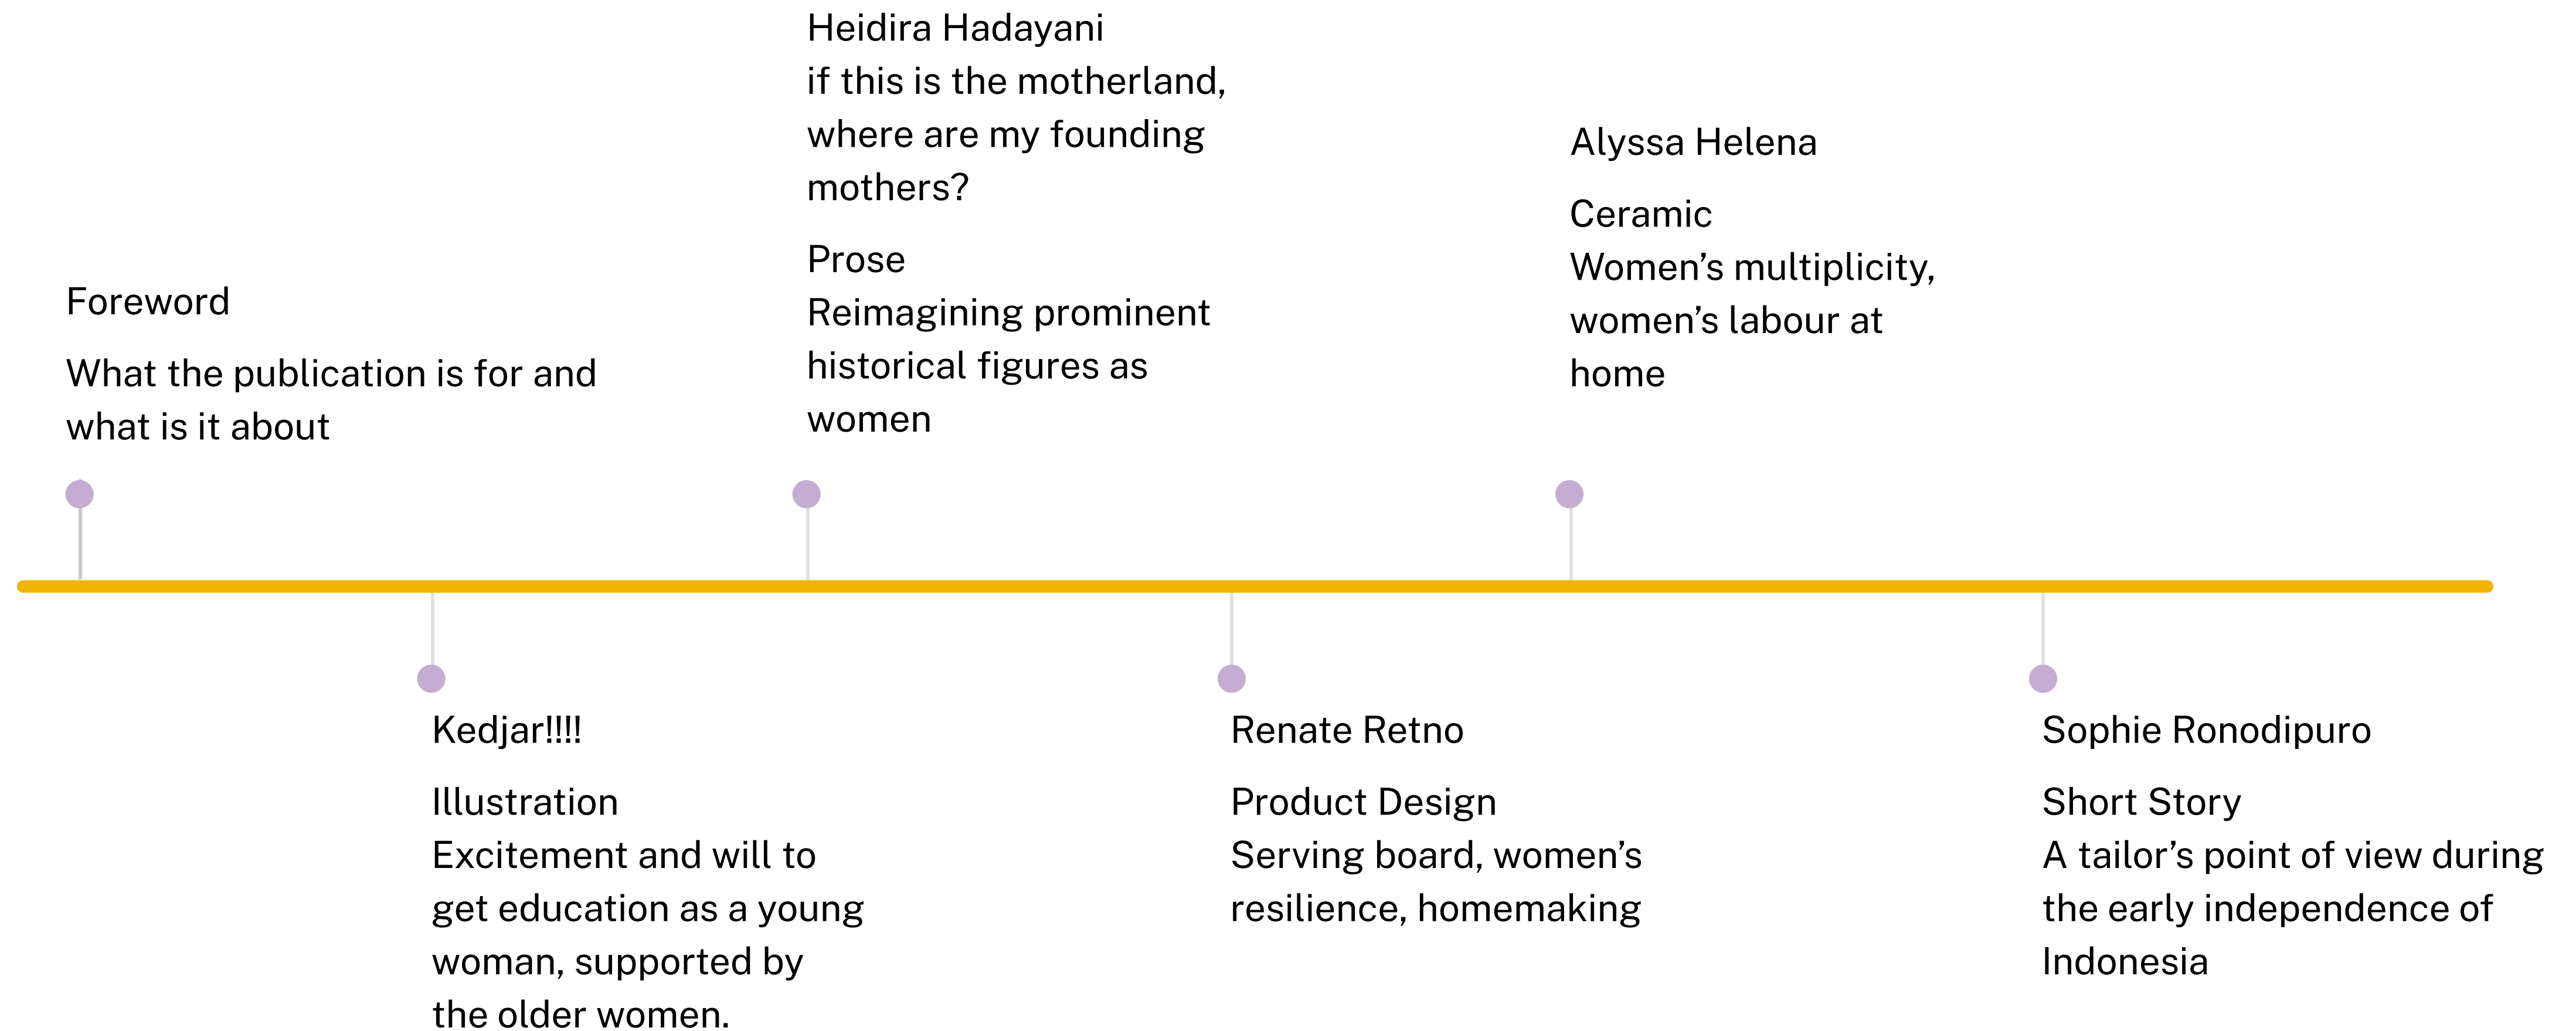 Foreword
What the publication is for and
what is it about
Kedjar!!!!
Illustration
Excitement and will to
get education as a young
woman, supported by
the older women.
Heidira Hadayani
if this is the motherland,
where are my founding
mothers?
Prose
Reimagining prominent
historical figures as
women
Renate Retno
Product Design
Serving board, women’s
resilience, homemaking
Alyssa Helena
Ceramic
Women’s multiplicity,
women’s labour at
home
Sophie Ronodipuro
Short Story
A tailor’s point of view during
the early independence of
Indonesia